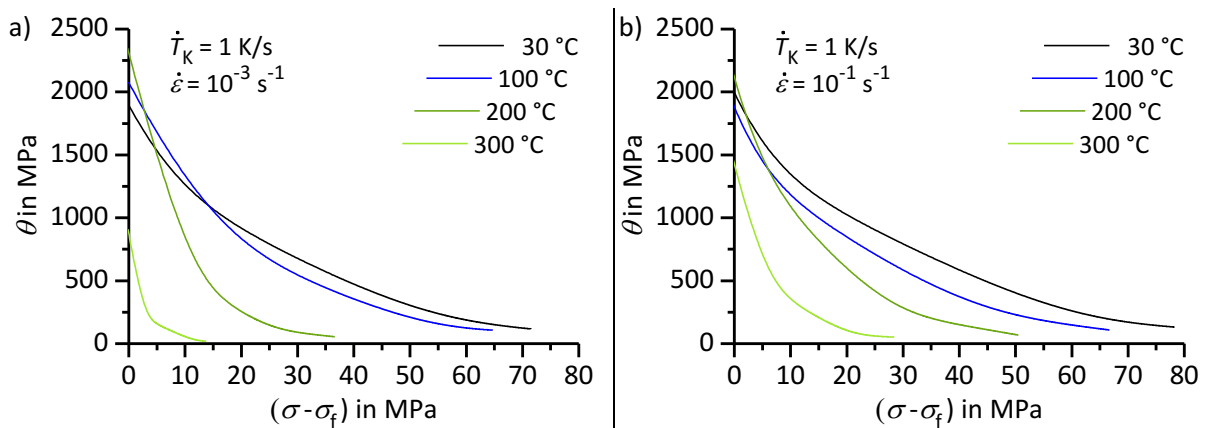 a)
Ṫ_K = 1 K/s
ε̇ = 10⁻³ s⁻¹
30 °C
100 °C
200 °C
300 °C
θ in MPa
2500
2000
1500
1000
500
0
0 10 20 30 40 50 60 70 80
(σ-σ_f) in MPa
b)
Ṫ_K = 1 K/s
ε̇ = 10⁻¹ s⁻¹
30 °C
100 °C
200 °C
300 °C
θ in MPa
2500
2000
1500
1000
500
0
0 10 20 30 40 50 60 70 80
(σ-σ_f) in MPa